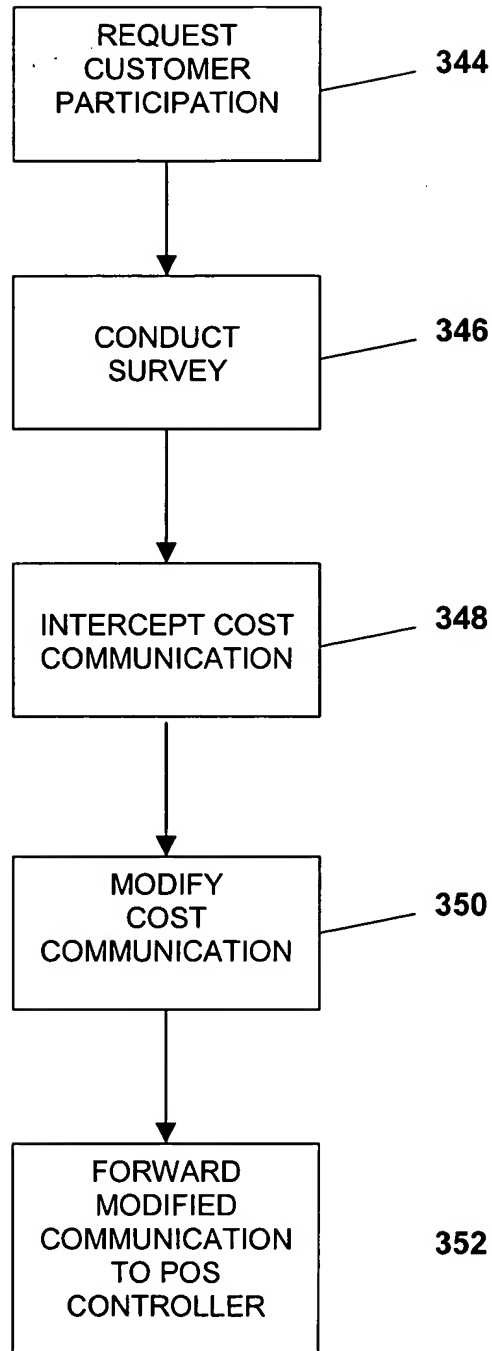 REQUEST
CUSTOMER
PARTICIPATION
344
CONDUCT
SURVEY
346
INTERCEPT COST
COMMUNICATION
348
MODIFY
COST
COMMUNICATION
350
FORWARD
MODIFIED
COMMUNICATION
TO POS
CONTROLLER
352